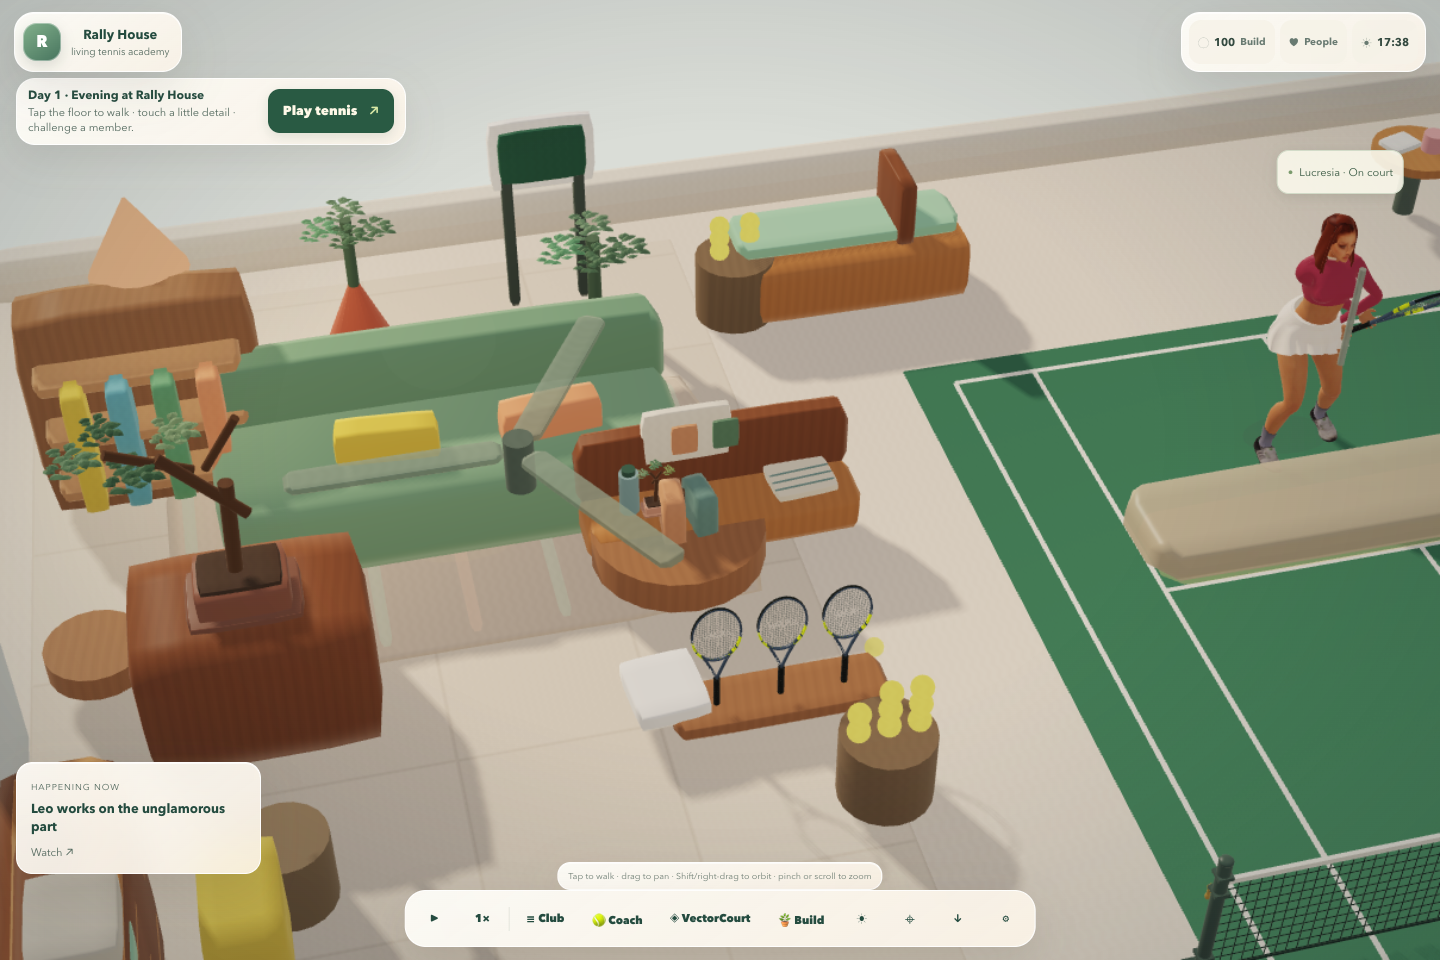 R
Rally House
living tennis academy
100 Build
People
17:38
Day 1 · Evening at Rally House
Tap the floor to walk · touch a little detail ·
challenge a member.
Play tennis ↗
Lucresia · On court
HAPPENING NOW
Leo works on the unglamorous
part
Watch ↗
Tap to walk · drag to pan · Shift/right-drag to orbit · pinch or scroll to zoom
1×
Club
Coach
VectorCourt
Build